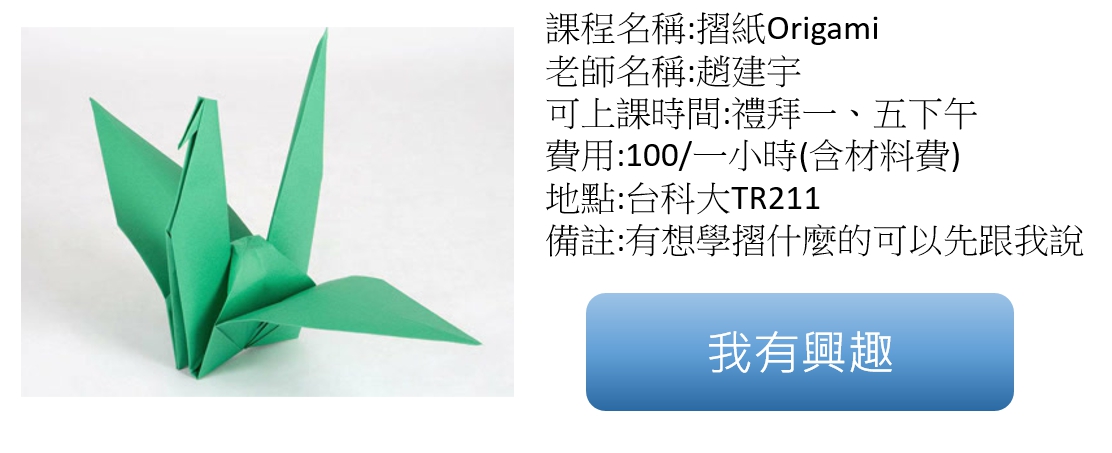 課程名稱:摺紙Origami
老師名稱:趙建宇
可上課時間:禮拜一、五下午
費用:100/一小時(含材料費)
地點:台科大TR211
備註:有想學摺什麼的可以先跟我說
我有興趣